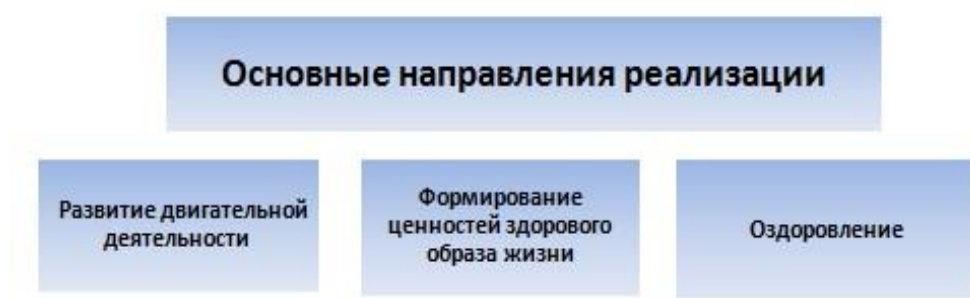 Основные направления реализации
Развитие двигательной
деятельности
Формирование
ценностей здорового
образа жизни
Оздоровление